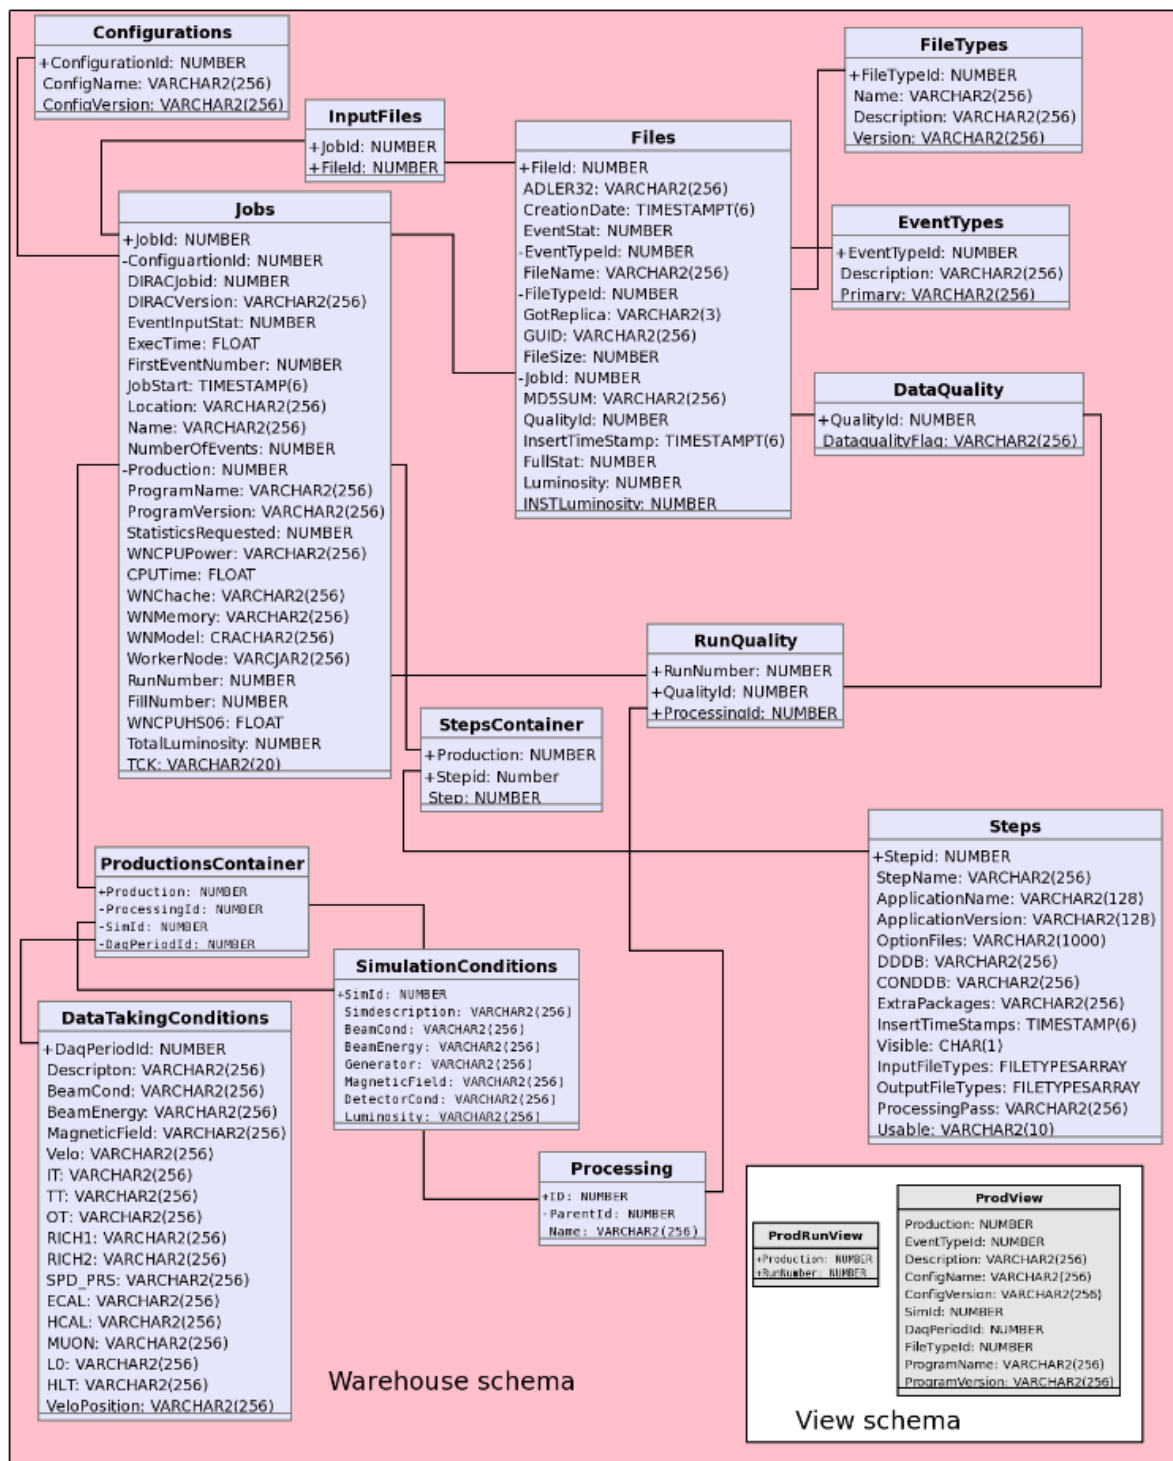 Configurations
+ConfigurationId: NUMBER
ConfigName: VARCHAR2(256)
ConfigVersion: VARCHAR2(256)
FileTypes
+FileTypeId: NUMBER
Name: VARCHAR2(256)
Description: VARCHAR2(256)
Version: VARCHAR2(256)
InputFiles
+JobId: NUMBER
+FileId: NUMBER
Files
+FileId: NUMBER
ADLER32: VARCHAR2(256)
CreationDate: TIMESTAMPT(6)
EventStat: NUMBER
-EventTypeId: NUMBER
FileName: VARCHAR2(256)
-FileTypeId: NUMBER
GotReplica: VARCHAR2(3)
GUID: VARCHAR2(256)
FileSize: NUMBER
-JobId: NUMBER
MD5SUM: VARCHAR2(256)
QualityId: NUMBER
InsertTimeStamp: TIMESTAMPT(6)
FullStat: NUMBER
Luminosity: NUMBER
INSTLuminosity: NUMBER
EventTypes
+EventTypeId: NUMBER
Description: VARCHAR2(256)
Primary: VARCHAR2(256)
Jobs
+JobId: NUMBER
-ConfiguartionId: NUMBER
DIRACJobid: NUMBER
DIRACVersion: VARCHAR2(256)
EventInputStat: NUMBER
ExecTime: FLOAT
FirstEventNumber: NUMBER
JobStart: TIMESTAMP(6)
Location: VARCHAR2(256)
Name: VARCHAR2(256)
NumberOfEvents: NUMBER
-Production: NUMBER
ProgramName: VARCHAR2(256)
ProgramVersion: VARCHAR2(256)
StatisticsRequested: NUMBER
WNCPUPower: VARCHAR2(256)
CPUTime: FLOAT
WNChache: VARCHAR2(256)
WNMemory: VARCHAR2(256)
WNModel: CRACHAR2(256)
WorkerNode: VARCJAR2(256)
RunNumber: NUMBER
FillNumber: NUMBER
WNCPUHS06: FLOAT
TotalLuminosity: NUMBER
TCK: VARCHAR2(20)
DataQuality
+QualityId: NUMBER
DataqualityFlag: VARCHAR2(256)
RunQuality
+RunNumber: NUMBER
+QualityId: NUMBER
+ProcessingId: NUMBER
StepsContainer
+Production: NUMBER
+Stepid: Number
Step: NUMBER
Steps
+Stepid: NUMBER
StepName: VARCHAR2(256)
ApplicationName: VARCHAR2(128)
ApplicationVersion: VARCHAR2(128)
OptionFiles: VARCHAR2(1000)
DDDB: VARCHAR2(256)
CONDDB: VARCHAR2(256)
ExtraPackages: VARCHAR2(256)
InsertTimeStamps: TIMESTAMP(6)
Visible: CHAR(1)
InputFileTypes: FILETYPESARRAY
OutputFileTypes: FILETYPESARRAY
ProcessingPass: VARCHAR2(256)
Usable: VARCHAR2(10)
ProductionsContainer
+Production: NUMBER
-ProcessingId: NUMBER
-SimId: NUMBER
-DaqPeriodId: NUMBER
SimulationConditions
+SimId: NUMBER
Simdescription: VARCHAR2(256)
BeamCond: VARCHAR2(256)
BeamEnergy: VARCHAR2(256)
Generator: VARCHAR2(256)
MagneticField: VARCHAR2(256)
DetectorCond: VARCHAR2(256)
Luminosity: VARCHAR2(256)
DataTakingConditions
+DaqPeriodId: NUMBER
Descripton: VARCHAR2(256)
BeamCond: VARCHAR2(256)
BeamEnergy: VARCHAR2(256)
MagneticField: VARCHAR2(256)
Velo: VARCHAR2(256)
IT: VARCHAR2(256)
TT: VARCHAR2(256)
OT: VARCHAR2(256)
RICH1: VARCHAR2(256)
RICH2: VARCHAR2(256)
SPD_PRS: VARCHAR2(256)
ECAL: VARCHAR2(256)
HCAL: VARCHAR2(256)
MUON: VARCHAR2(256)
L0: VARCHAR2(256)
HLT: VARCHAR2(256)
VeloPosition: VARCHAR2(256)
Processing
+ID: NUMBER
-ParentId: NUMBER
Name: VARCHAR2(256)
Warehouse schema
ProdRunView
+Production: NUMBER
+RunNumber: NUMBER
ProdView
Production: NUMBER
EventTypeId: NUMBER
Description: VARCHAR2(256)
ConfigName: VARCHAR2(256)
ConfigVersion: VARCHAR2(256)
SimId: NUMBER
DaqPeriodId: NUMBER
FileTypeId: NUMBER
ProgramName: VARCHAR2(256)
ProgramVersion: VARCHAR2(256)
View schema